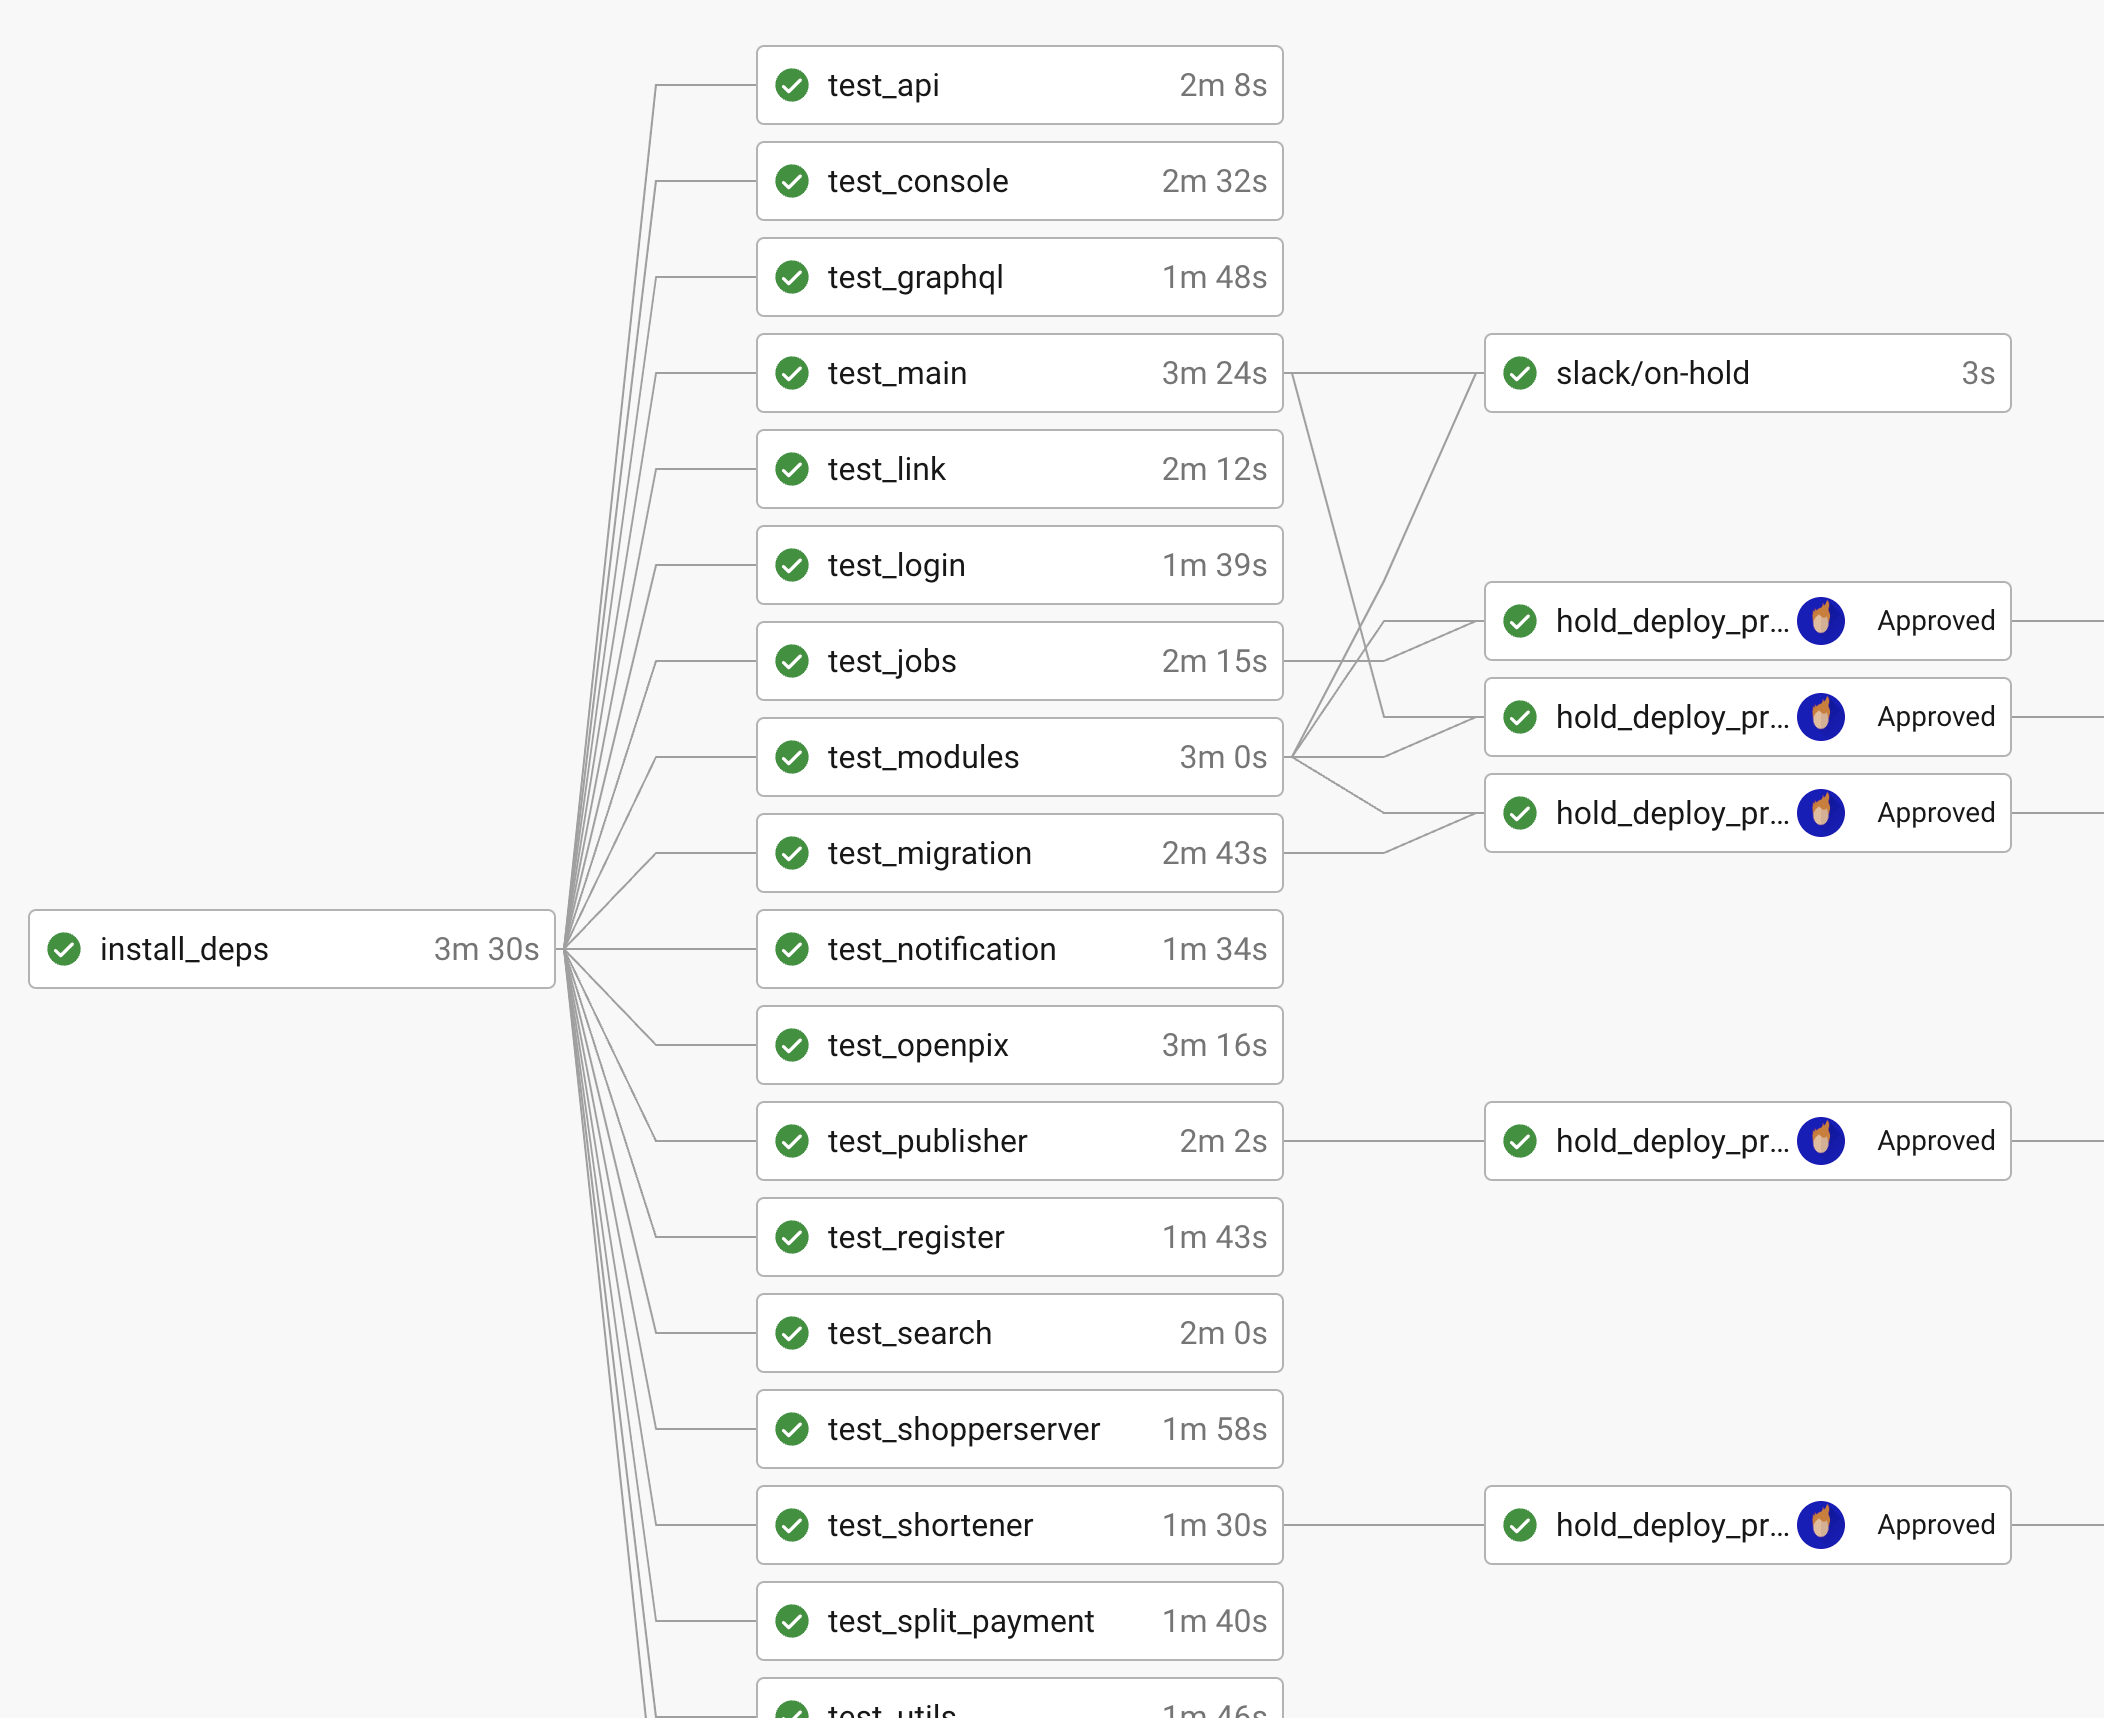 test_api 2m 8s
test_console 2m 32s
test_graphql 1m 48s
test_main 3m 24s
slack/on-hold 3s
test_link 2m 12s
test_login 1m 39s
hold_deploy_pr... Approved
test_jobs 2m 15s
hold_deploy_pr... Approved
test_modules 3m 0s
hold_deploy_pr... Approved
test_migration 2m 43s
install_deps 3m 30s
test_notification 1m 34s
test_openpix 3m 16s
test_publisher 2m 2s
hold_deploy_pr... Approved
test_register 1m 43s
test_search 2m 0s
test_shopperserver 1m 58s
test_shortener 1m 30s
hold_deploy_pr... Approved
test_split_payment 1m 40s
test_utils 1m 46s